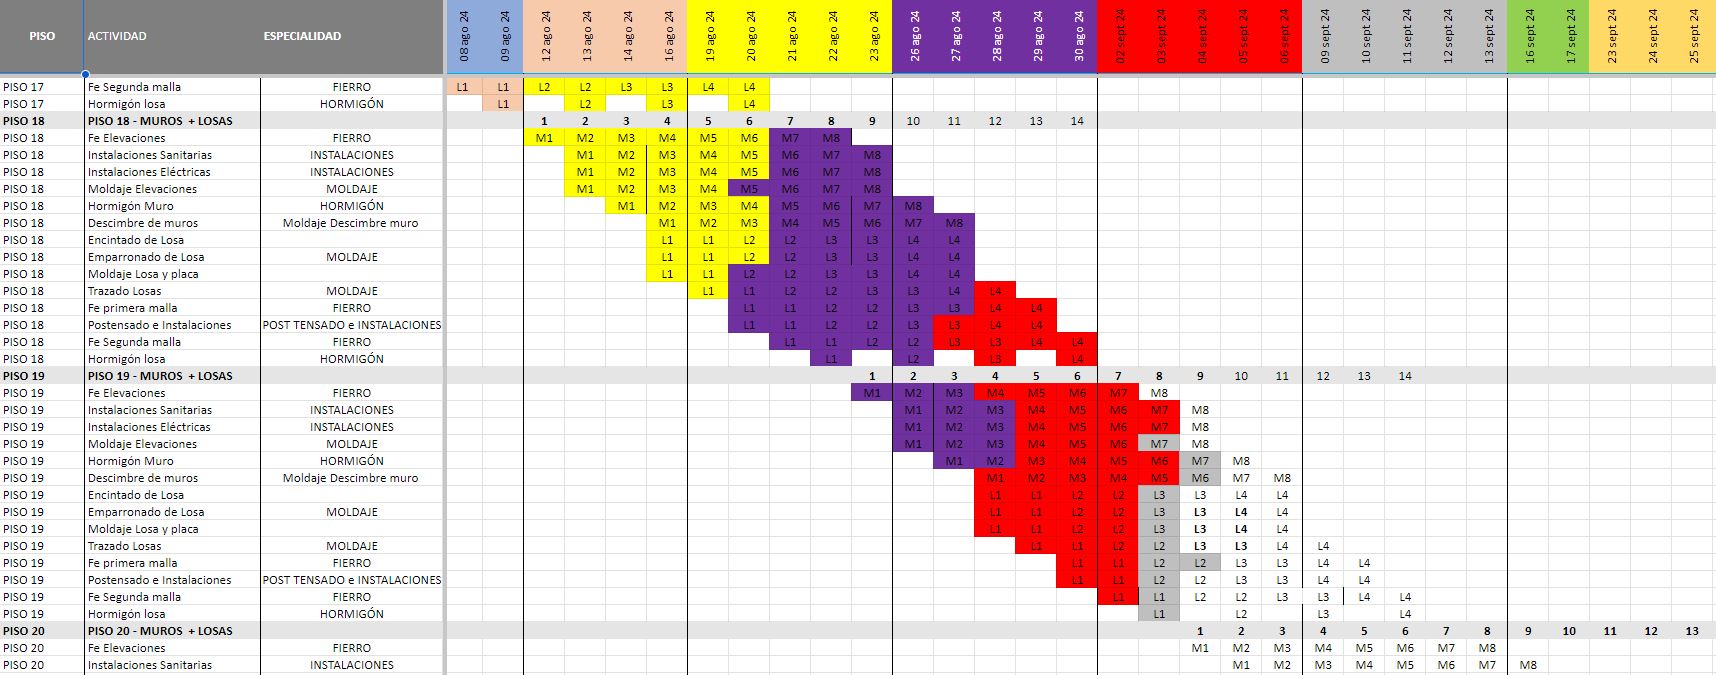 PISO ACTIVIDAD ESPECIALIDAD 08 ago 24 09 ago 24 12 ago 24 13 ago 24 14 ago 24 16 ago 24 19 ago 24 20 ago 24 21 ago 24 22 ago 24 23 ago 24 26 ago 24 27 ago 24 28 ago 24 29 ago 24 30 ago 24 02 sept 24 03 sept 24 04 sept 24 05 sept 24 06 sept 24 09 sept 24 10 sept 24 11 sept 24 12 sept 24 13 sept 24 16 sept 24 17 sept 24 23 sept 24 24 sept 24 25 sept 24
PISO 17 Fe Segunda malla FIERRO L1 L1 L2 L2 L3 L3 L4 L4
PISO 17 Hormigón losa HORMIGÓN L1 L2 L3 L4
PISO 18 PISO 18 - MUROS + LOSAS 1 2 3 4 5 6 7 8 9 10 11 12 13 14
PISO 18 Fe Elevaciones FIERRO M1 M2 M3 M4 M5 M6 M7 M8
PISO 18 Instalaciones Sanitarias INSTALACIONES M1 M2 M3 M4 M5 M6 M7 M8
PISO 18 Instalaciones Eléctricas INSTALACIONES M1 M2 M3 M4 M5 M6 M7 M8
PISO 18 Moldaje Elevaciones MOLDAJE M1 M2 M3 M4 M5 M6 M7 M8
PISO 18 Hormigón Muro HORMIGÓN M1 M2 M3 M4 M5 M6 M7 M8
PISO 18 Descimbre de muros Moldaje Descimbre muro M1 M2 M3 M4 M5 M6 M7 M8
PISO 18 Encintado de Losa L1 L1 L2 L2 L3 L3 L4 L4
PISO 18 Emparronado de Losa MOLDAJE L1 L1 L2 L2 L3 L3 L4 L4
PISO 18 Moldaje Losa y placa L1 L1 L2 L2 L3 L3 L4 L4
PISO 18 Trazado Losas MOLDAJE L1 L1 L2 L2 L3 L3 L4 L4
PISO 18 Fe primera malla FIERRO L1 L1 L2 L2 L3 L3 L4 L4
PISO 18 Postensado e Instalaciones POST TENSADO e INSTALACIONES L1 L1 L2 L2 L3 L3 L4 L4
PISO 18 Fe Segunda malla FIERRO L1 L1 L2 L2 L3 L3 L4 L4
PISO 18 Hormigón losa HORMIGÓN L1 L2 L3 L4
PISO 19 PISO 19 - MUROS + LOSAS 1 2 3 4 5 6 7 8 9 10 11 12 13 14
PISO 19 Fe Elevaciones FIERRO M1 M2 M3 M4 M5 M6 M7 M8
PISO 19 Instalaciones Sanitarias INSTALACIONES M1 M2 M3 M4 M5 M6 M7 M8
PISO 19 Instalaciones Eléctricas INSTALACIONES M1 M2 M3 M4 M5 M6 M7 M8
PISO 19 Moldaje Elevaciones MOLDAJE M1 M2 M3 M4 M5 M6 M7 M8
PISO 19 Hormigón Muro HORMIGÓN M1 M2 M3 M4 M5 M6 M7 M8
PISO 19 Descimbre de muros Moldaje Descimbre muro M1 M2 M3 M4 M5 M6 M7 M8
PISO 19 Encintado de Losa L1 L1 L2 L2 L3 L3 L4 L4
PISO 19 Emparronado de Losa MOLDAJE L1 L1 L2 L2 L3 L3 L4 L4
PISO 19 Moldaje Losa y placa L1 L1 L2 L2 L3 L3 L4 L4
PISO 19 Trazado Losas MOLDAJE L1 L1 L2 L2 L3 L3 L4 L4
PISO 19 Fe primera malla FIERRO L1 L1 L2 L2 L3 L3 L4 L4
PISO 19 Postensado e Instalaciones POST TENSADO e INSTALACIONES L1 L1 L2 L2 L3 L3 L4 L4
PISO 19 Fe Segunda malla FIERRO L1 L1 L2 L2 L3 L3 L4 L4
PISO 19 Hormigón losa HORMIGÓN L1 L2 L3 L4
PISO 20 PISO 20 - MUROS + LOSAS 1 2 3 4 5 6 7 8 9 10 11 12 13
PISO 20 Fe Elevaciones FIERRO M1 M2 M3 M4 M5 M6 M7 M8
PISO 20 Instalaciones Sanitarias INSTALACIONES M1 M2 M3 M4 M5 M6 M7 M8